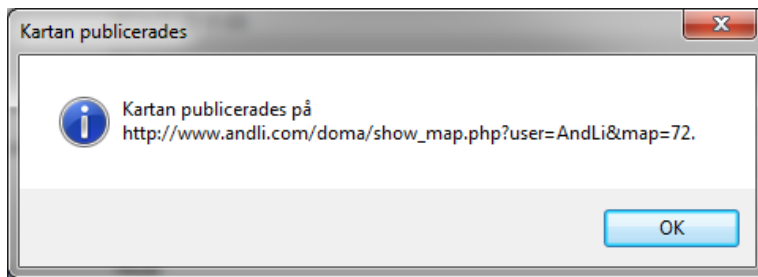 Kartan publicerades
Kartan publicerades på
http://www.andli.com/doma/show_map.php?user=AndLi&map=72.
OK